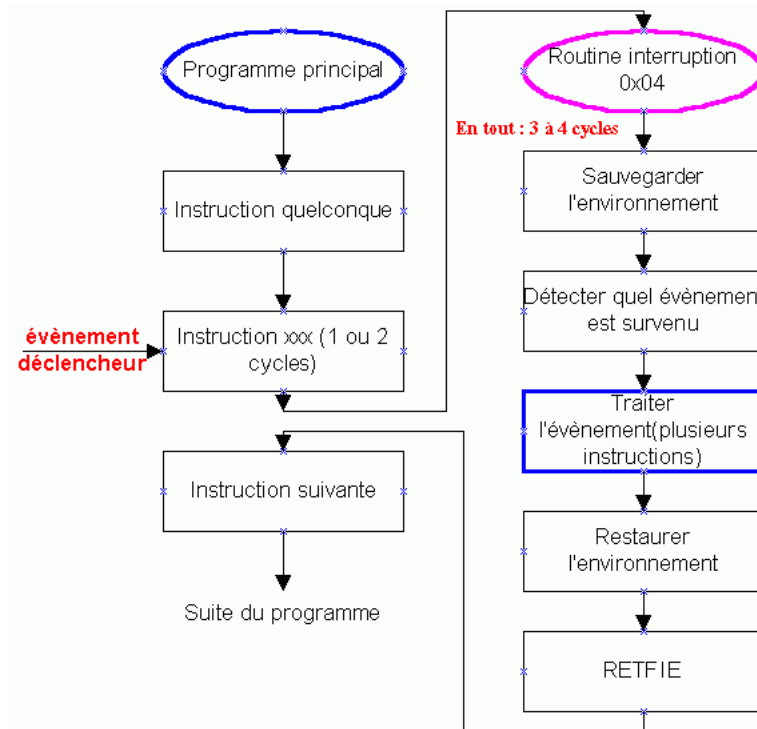 Programme principal
Instruction quelconque
évènement
déclencheur
Instruction xxx (1 ou 2
cycles)
Instruction suivante
Suite du programme
Routine interruption
0x04
En tout : 3 à 4 cycles
Sauvegarder
l'environnement
Détecter quel évènemen
est survenu
Traiter
l'évènement(plusieurs
instructions)
Restaurer
l'environnement
RETFIE